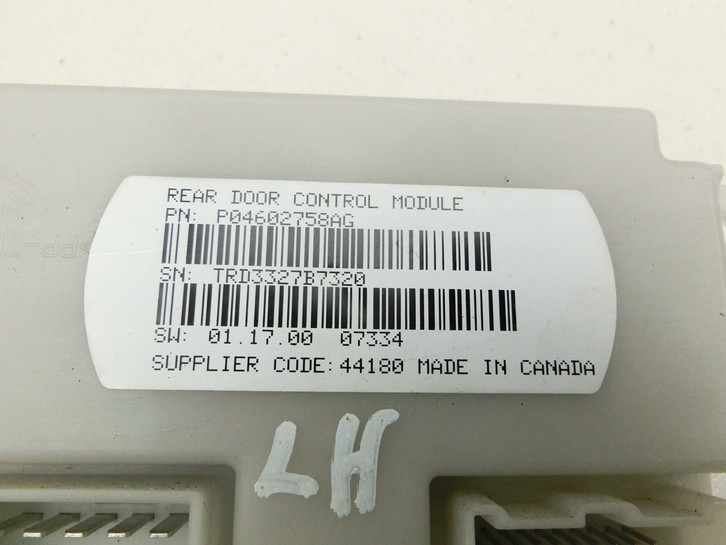 REAR DOOR CONTROL MODULE
PN: P04602758AG
SN: TRD3327B7320
SW: 01.17.00 07334
SUPPLIER CODE: 44180 MADE IN CANADA
LH